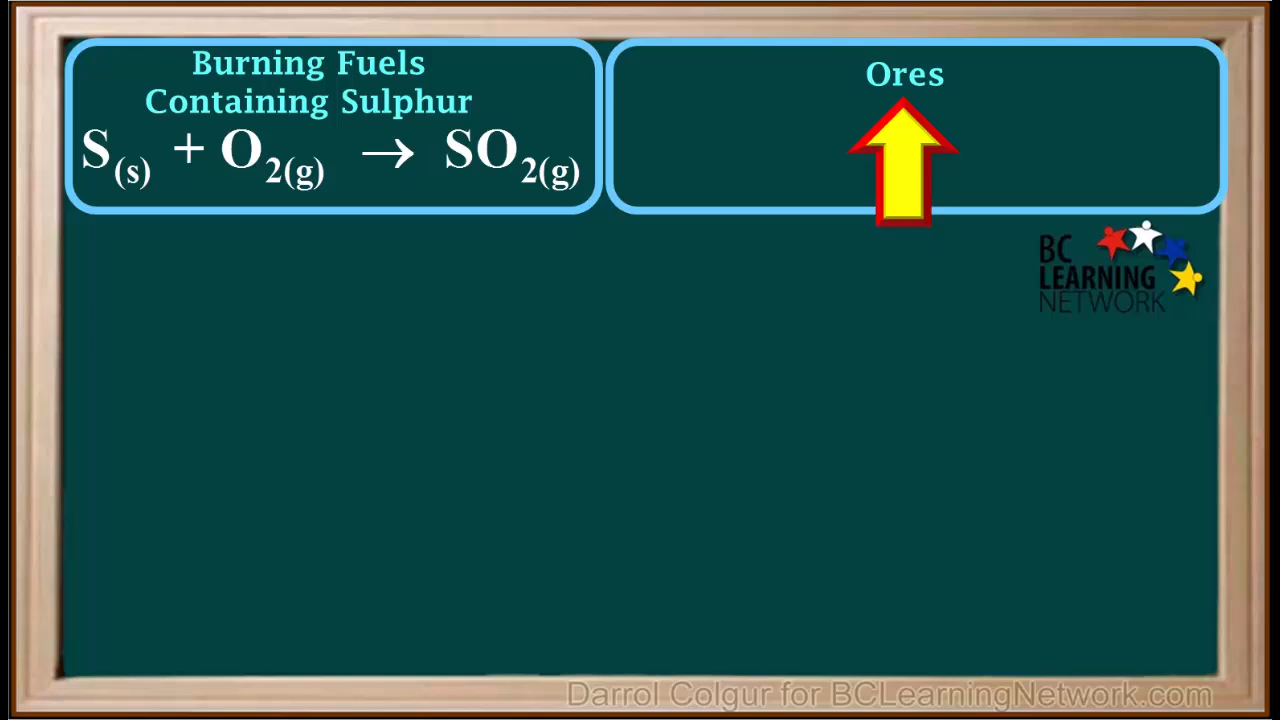 Burning Fuels
Containing Sulphur
S(s) + O2(g) → SO2(g)
Ores
BC
LEARNING
NETWORK
Darrol Colgur for BCLearningNetwork.com